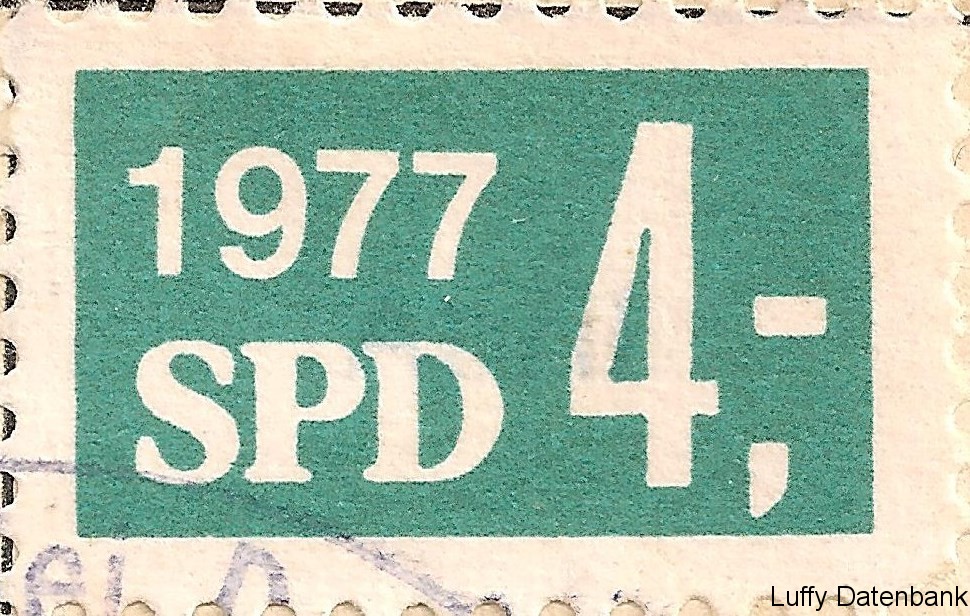 1977
SPD
4,-
Luffy Datenbank